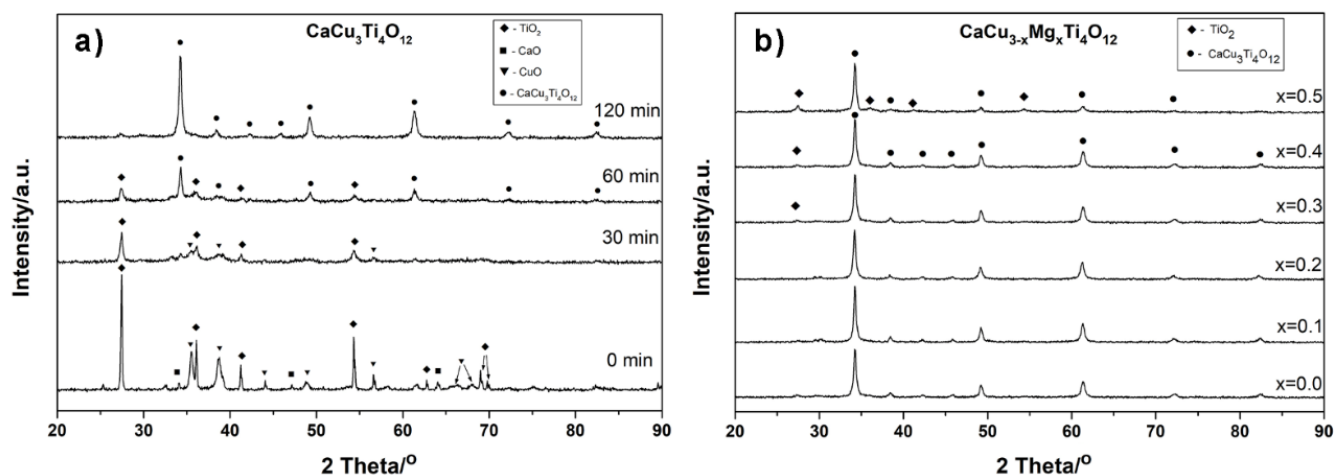 a)
CaCu3Ti4O12
◆ - TiO2
■ - CaO
▼ - CuO
● - CaCu3Ti4O12
120 min
60 min
30 min
0 min
Intensity/a.u.
20 30 40 50 60 70 80 90
2 Theta/O
b)
CaCu3-xMgxTi4O12
◆ - TiO2
● - CaCu3Ti4O12
x=0.5
x=0.4
x=0.3
x=0.2
x=0.1
x=0.0
Intensity/a.u.
20 30 40 50 60 70 80 90
2 Theta/O